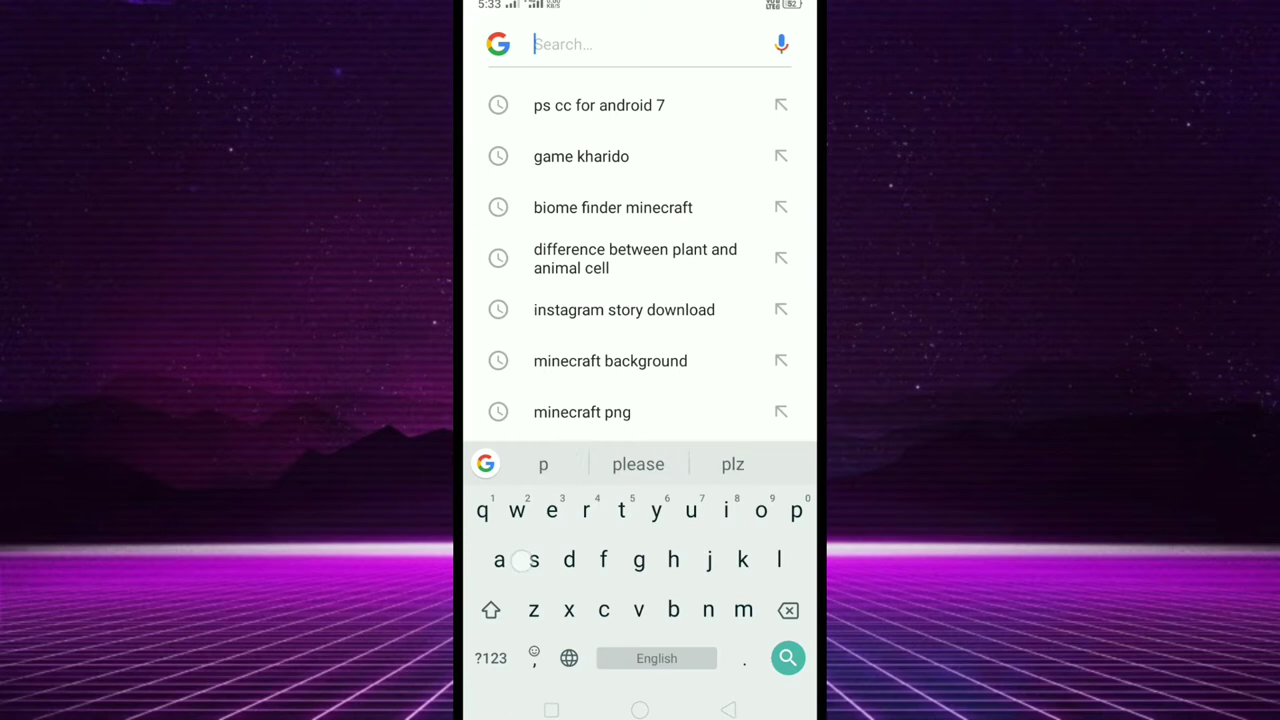 5:33
52
Search...
ps cc for android 7
game kharido
biome finder minecraft
difference between plant and
animal cell
instagram story download
minecraft background
minecraft png
p please plz
1 2 3 4 5 6 7 8 9 0
q w e r t y u i o p
a s d f g h j k l
z x c v b n m
?123 , English .